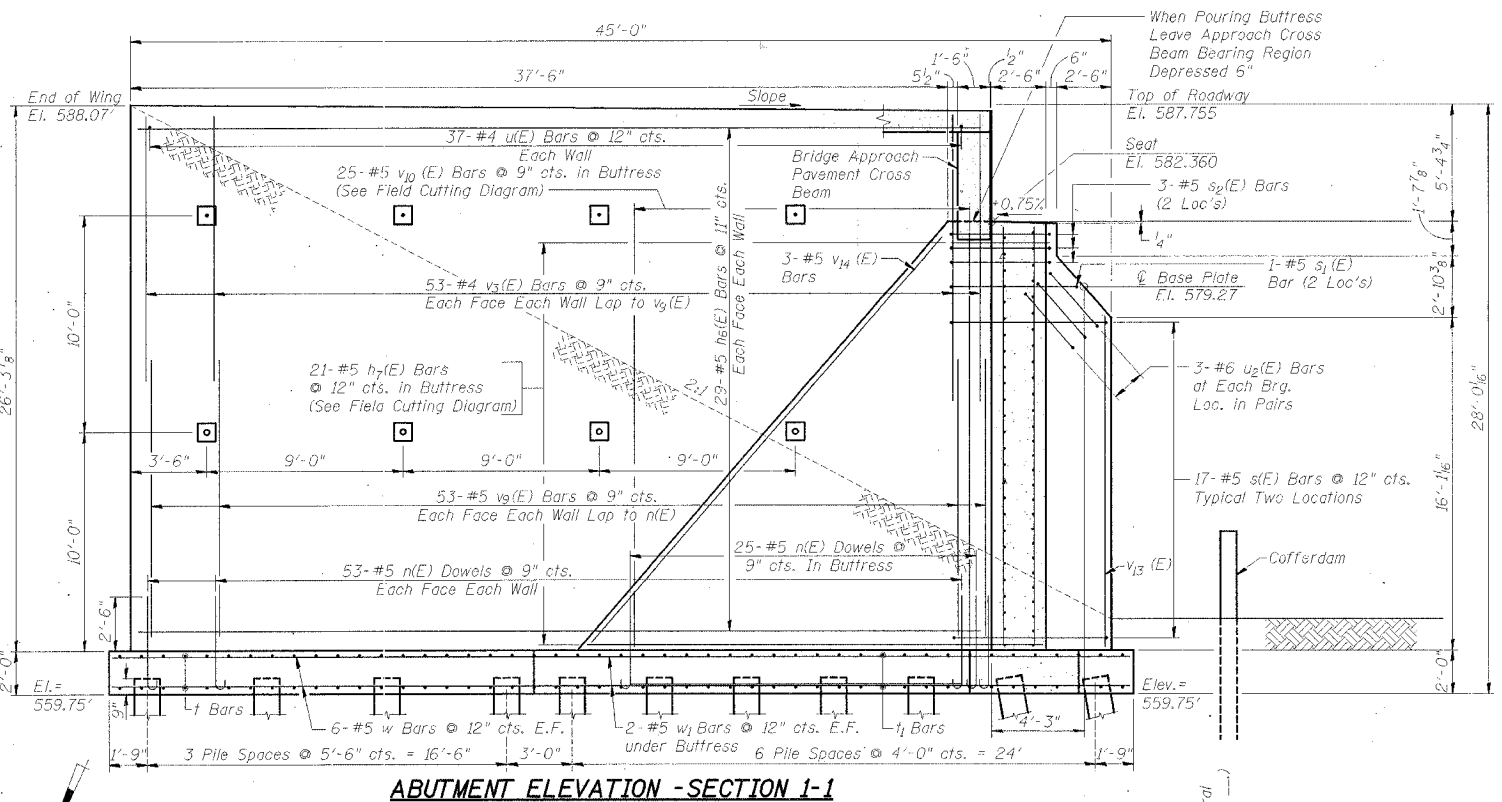 When Pouring Buttress
Leave Approach Cross
Beam Bearing Region
Depressed 6"
45'-0"
37'-6"
5½"
1'-6"
½"
2'-6"
6"
2'-6"
End of Wing
El. 588.07'
Slope
Top of Roadway
El. 587.755
37-#4 u(E) Bars @ 12" cts.
Each Wall
25-#5 v10 (E) Bars @ 9" cts. in Buttress
(See Field Cutting Diagram)
Bridge Approach
Pavement Cross
Beam
Seat
El. 582.360
+0.75%
3-#5 s2(E) Bars
(2 Loc's)
5'-4¾"
1'-7⅞"
¼"
29-#5 h6(E) Bars @ 11" cts.
Each Face Each Wall
3-#5 v14 (E)
Bars
53-#4 v3(E) Bars @ 9" cts.
Each Face Each Wall Lap to v9(E)
℄ Base Plate
El. 579.27
1-#5 s1(E)
Bar (2 Loc's)
2'-10⅜"
10'-0"
26'-3⅛"
21-#5 h7(E) Bars
@ 12" cts. in Buttress
(See Field Cutting Diagram)
2:1
3-#6 u2(E) Bars
at Each Brg.
Loc. in Pairs
28'-0 1/16"
3'-6"
9'-0"
9'-0"
9'-0"
17-#5 s(E) Bars @ 12" cts.
Typical Two Locations
16'-1 1/16"
53-#5 v9(E) Bars @ 9" cts.
Each Face Each Wall Lap to n(E)
10'-0"
25-#5 n(E) Dowels @
9" cts. In Buttress
53-#5 n(E) Dowels @ 9" cts.
Each Face Each Wall
v13 (E)
Cofferdam
2'-6"
2'-0"
2'-0"
El.=
559.75'
9"
t Bars
6-#5 w Bars @ 12" cts. E.F.
2-#5 w1 Bars @ 12" cts. E.F.
under Buttress
t1 Bars
4'-3"
Elev.=
559.75'
1'-9"
3 Pile Spaces @ 5'-6" cts. = 16'-6"
3'-0"
6 Pile Spaces @ 4'-0" cts. = 24'
1'-9"
ABUTMENT ELEVATION -SECTION 1-1